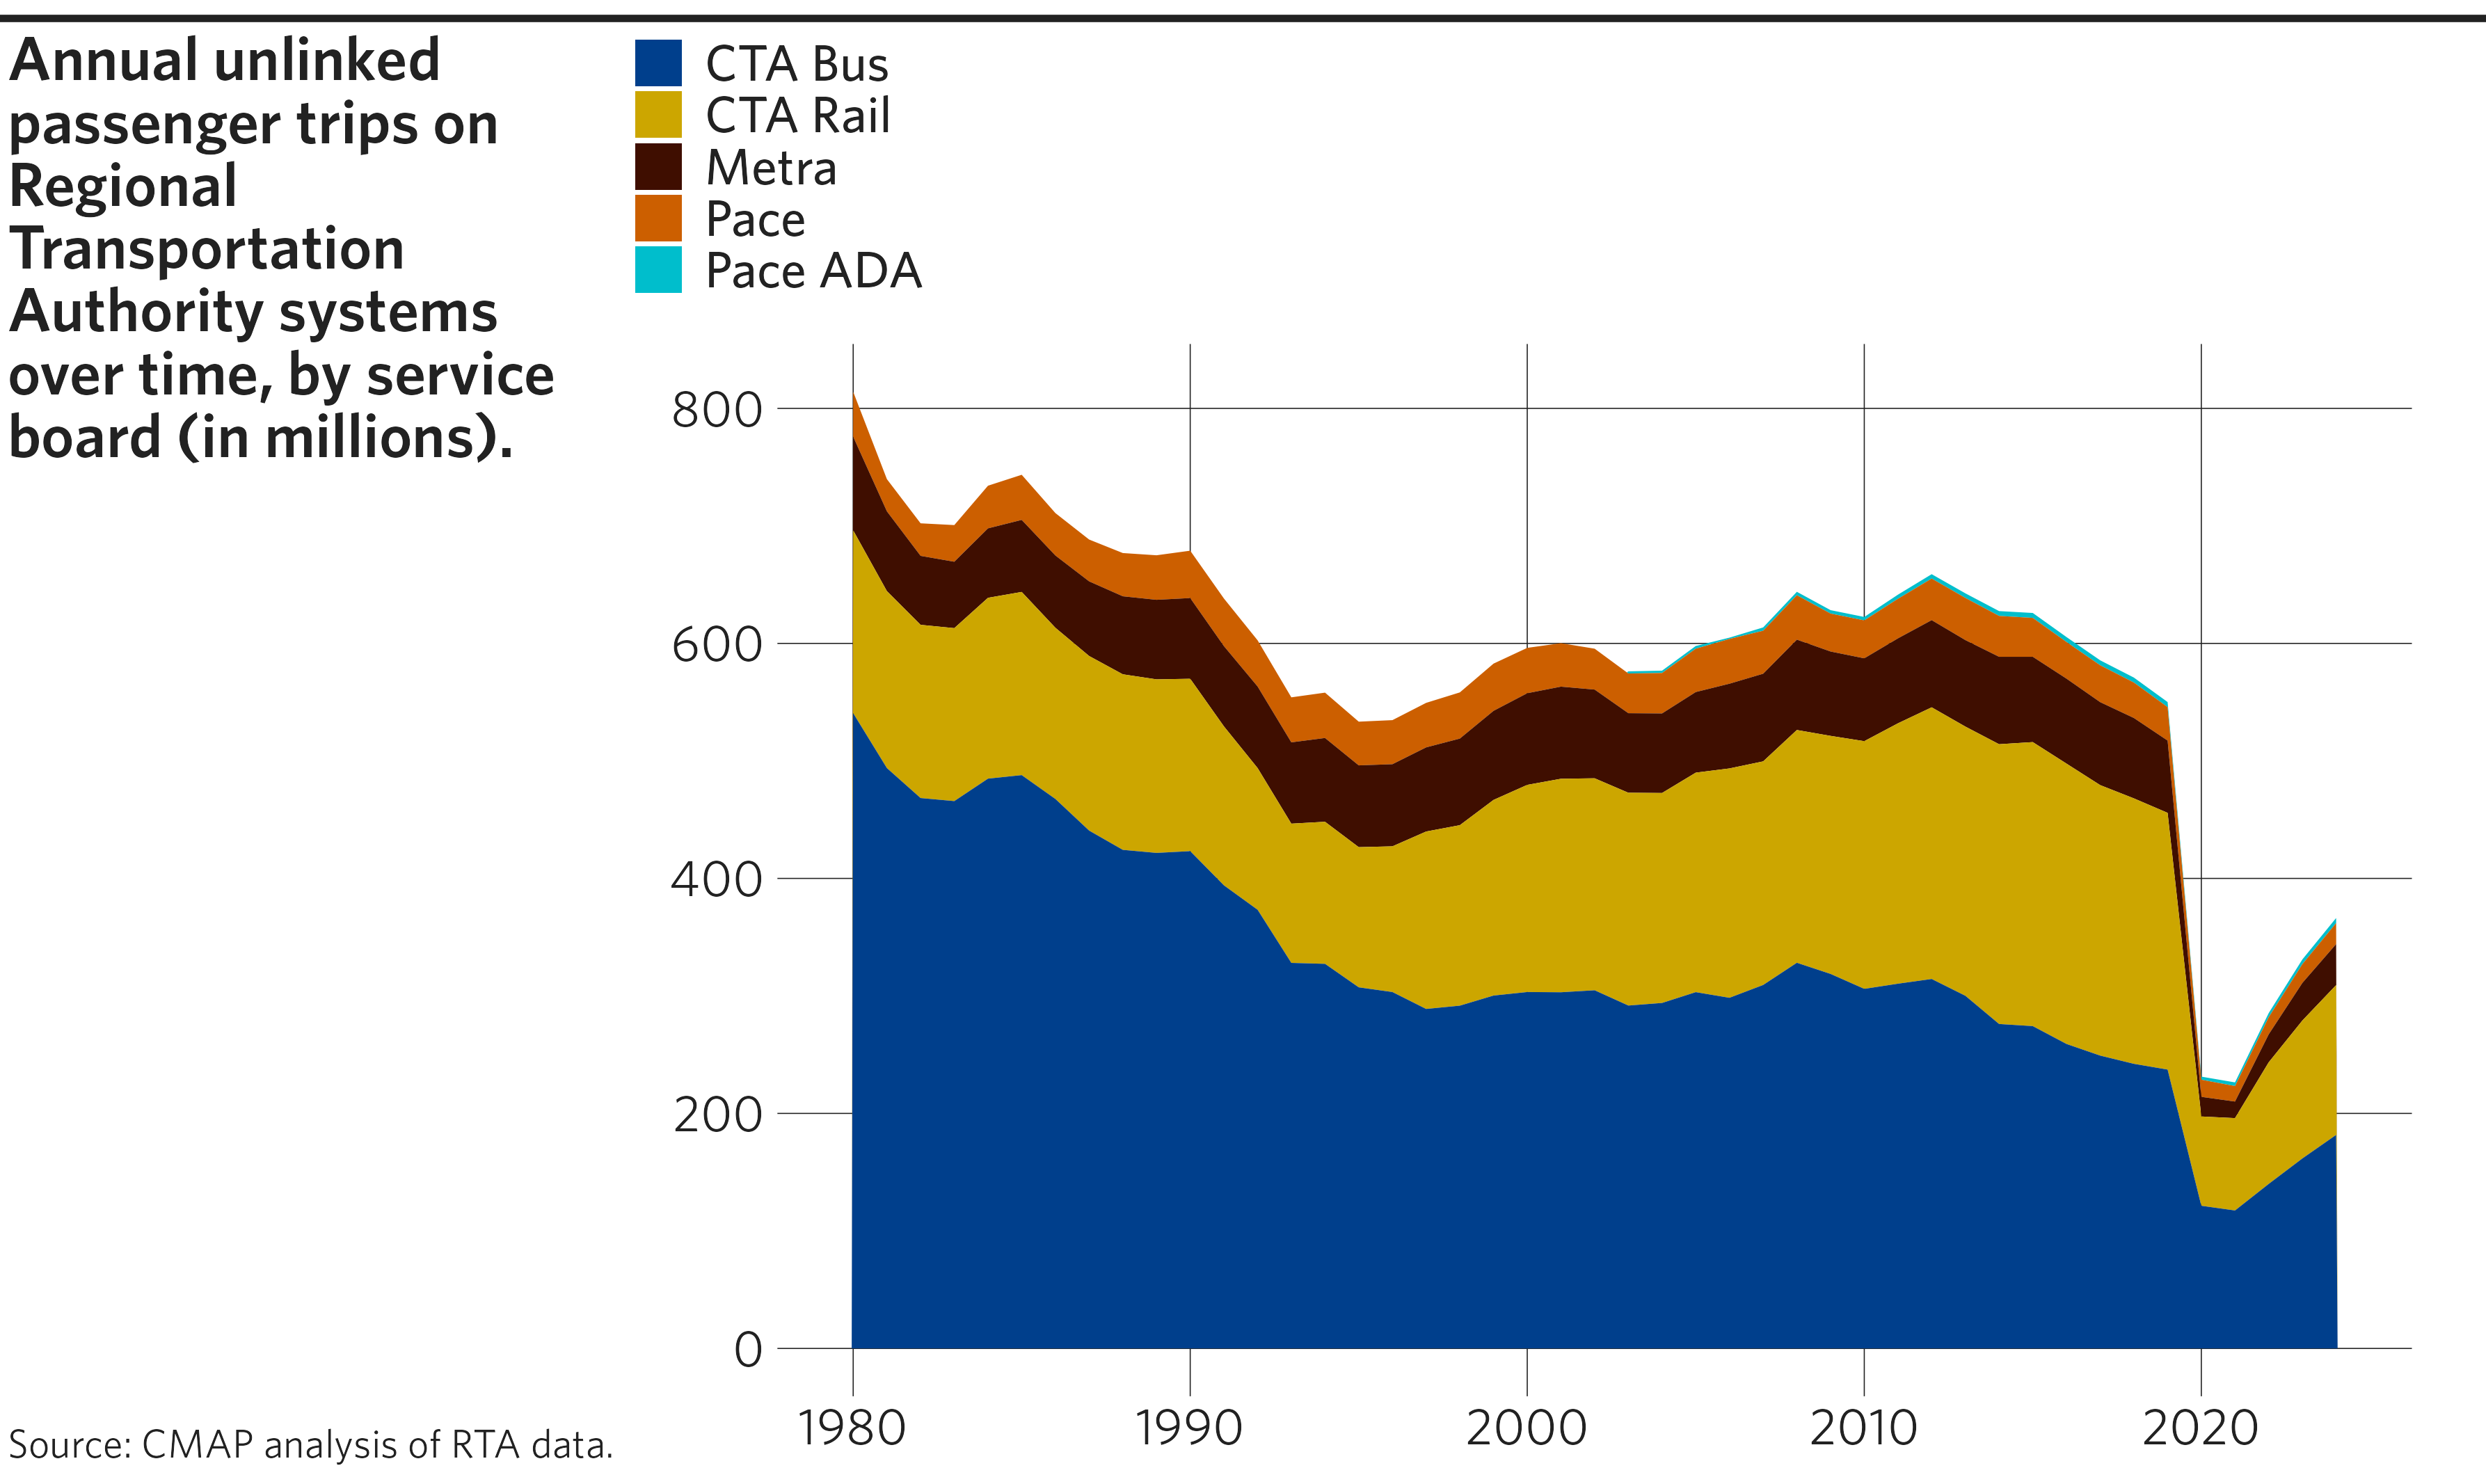 Annual unlinked
passenger trips on
Regional
Transportation
Authority systems
over time, by service
board (in millions).
CTA Bus
CTA Rail
Metra
Pace
Pace ADA
800
600
400
200
0
1980
1990
2000
2010
2020
Source: CMAP analysis of RTA data.